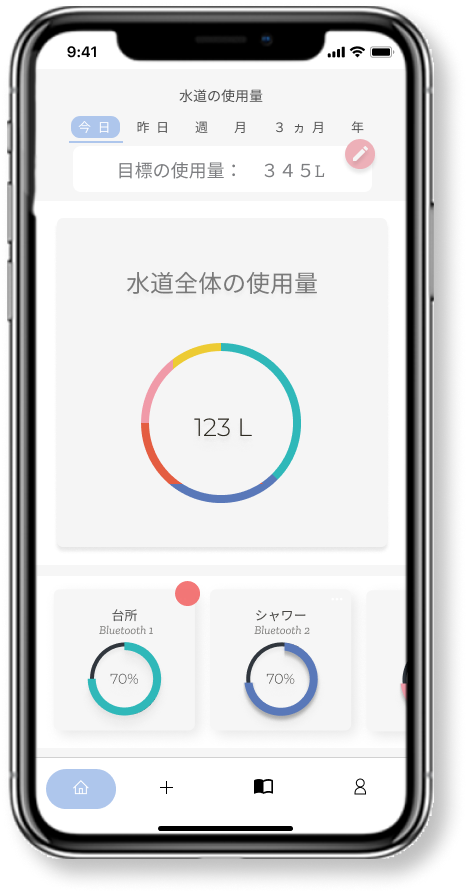 9:41
水道の使用量
今日 昨日 週 月 ３ヵ月 年
目標の使用量： ３４５L
水道全体の使用量
123 L
台所 シャワー
Bluetooth 1 Bluetooth 2
70% 70%